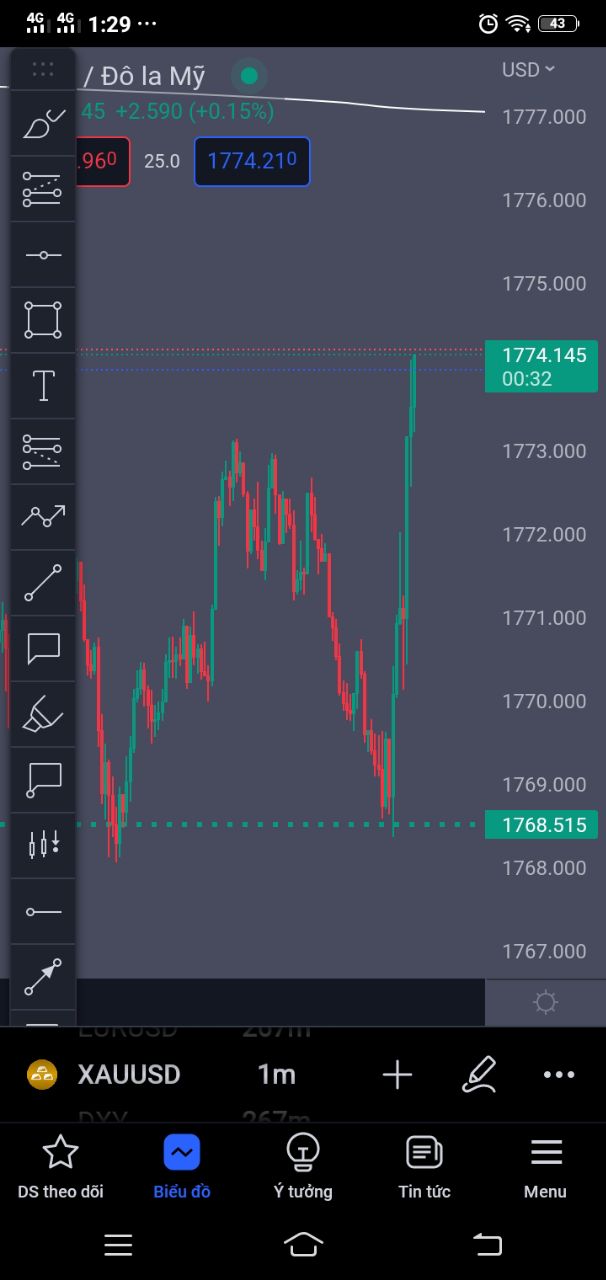 4G 4G 1:29 ··· 43
/ Đô la Mỹ USD
45 +2.590 (+0.15%)
.960 25.0 1774.210
1777.000
1776.000
1775.000
1774.145
00:32
1773.000
1772.000
1771.000
1770.000
1769.000
1768.515
1768.000
1767.000
T
EURUSD 267m
XAUUSD 1m
DXY 267m
DS theo dõi Biểu đồ Ý tưởng Tin tức Menu